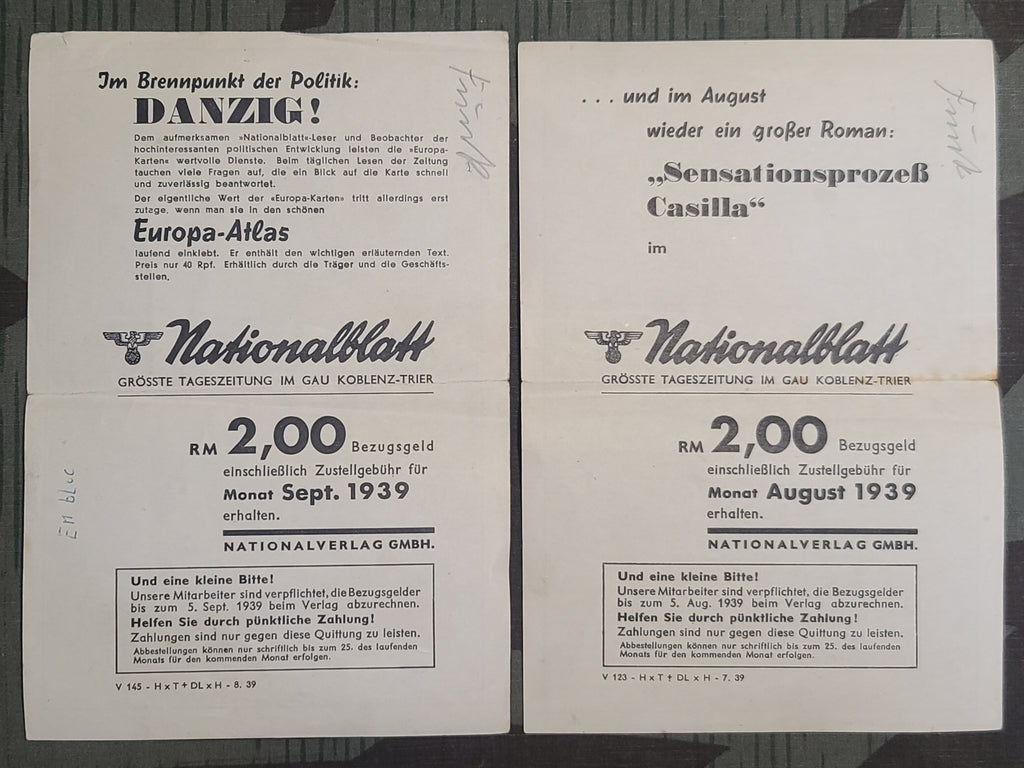 Im Brennpunkt der Politik:
DANZIG!
Dem aufmerksamen »Nationalblatt«-Leser und Beobachter der
hochinteressanten politischen Entwicklung leisten die »Europa-
Karten« wertvolle Dienste. Beim täglichen Lesen der Zeitung
tauchen viele Fragen auf, die ein Blick auf die Karte schnell
und zuverlässig beantwortet.
Der eigentliche Wert der «Europa-Karten» tritt allerdings erst
zutage, wenn man sie in den schönen
Europa-Atlas
laufend einklebt. Er enthält den wichtigen erläuternden Text.
Preis nur 40 Rpf. Erhältlich durch die Träger und die Geschäfts-
stellen.
Nationalblatt
GRÖSSTE TAGESZEITUNG IM GAU KOBLENZ-TRIER
RM 2,00 Bezugsgeld
einschließlich Zustellgebühr für
Monat Sept. 1939
erhalten.
NATIONALVERLAG GMBH.
Und eine kleine Bitte!
Unsere Mitarbeiter sind verpflichtet, die Bezugsgelder
bis zum 5. Sept. 1939 beim Verlag abzurechnen.
Helfen Sie durch pünktliche Zahlung!
Zahlungen sind nur gegen diese Quittung zu leisten.
Abbestellungen können nur schriftlich bis zum 25. des laufenden
Monats für den kommenden Monat erfolgen.
V 145 - H x T + DL x H - 8. 39
... und im August
wieder ein großer Roman:
„Sensationsprozeß
Casilla“
im
Nationalblatt
GRÖSSTE TAGESZEITUNG IM GAU KOBLENZ-TRIER
RM 2,00 Bezugsgeld
einschließlich Zustellgebühr für
Monat August 1939
erhalten.
NATIONALVERLAG GMBH.
Und eine kleine Bitte!
Unsere Mitarbeiter sind verpflichtet, die Bezugsgelder
bis zum 5. Aug. 1939 beim Verlag abzurechnen.
Helfen Sie durch pünktliche Zahlung!
Zahlungen sind nur gegen diese Quittung zu leisten.
Abbestellungen können nur schriftlich bis zum 25. des laufenden
Monats für den kommenden Monat erfolgen.
V 123 - H x T + DL x H - 7. 39